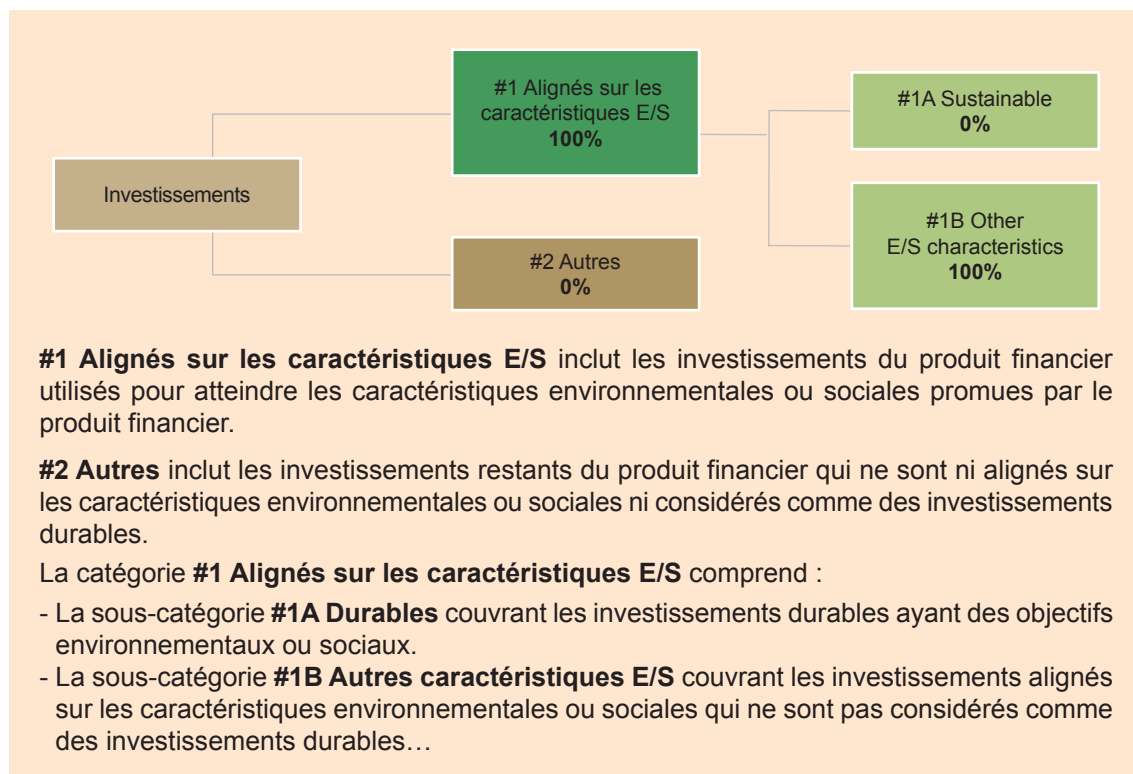 #1 Alignés sur les
caractéristiques E/S
100%
#1A Sustainable
0%
Investissements
#1B Other
E/S characteristics
100%
#2 Autres
0%
#1 Alignés sur les caractéristiques E/S inclut les investissements du produit financier
utilisés pour atteindre les caractéristiques environnementales ou sociales promues par le
produit financier.
#2 Autres inclut les investissements restants du produit financier qui ne sont ni alignés sur
les caractéristiques environnementales ou sociales ni considérés comme des investissements
durables.
La catégorie #1 Alignés sur les caractéristiques E/S comprend :
- La sous-catégorie #1A Durables couvrant les investissements durables ayant des objectifs
environnementaux ou sociaux.
- La sous-catégorie #1B Autres caractéristiques E/S couvrant les investissements alignés
sur les caractéristiques environnementales ou sociales qui ne sont pas considérés comme
des investissements durables…